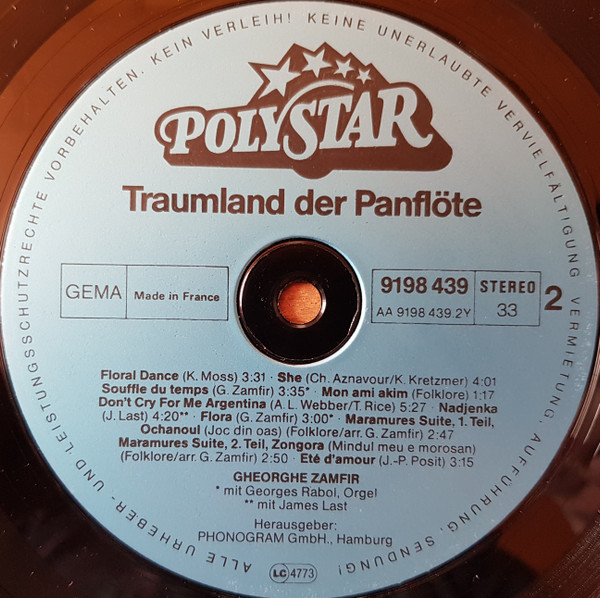 ALLE URHEBER- UND LEISTUNGSSCHUTZRECHTE VORBEHALTEN. KEIN VERLEIH! KEINE UNERLAUBTE VERVIELFÄLTIGUNG, VERMIETUNG, AUFFÜHRUNG, SENDUNG!
POLYSTAR
Traumland der Panflöte
GEMA
Made in France
9198 439
AA 9198 439.2Y
STEREO
33
2
Floral Dance (K. Moss) 3:31 · She (Ch. Aznavour/K. Kretzmer) 4:01
Souffle du temps (G. Zamfir) 3:35* · Mon ami akim (Folklore) 1:17
Don't Cry For Me Argentina (A. L. Webber/T. Rice) 5:27 · Nadjenka
(J. Last) 4:20** · Flora (G. Zamfir) 3:00* · Maramures Suite, 1. Teil,
Ochanoul (Joc din oas) (Folklore/arr. G. Zamfir) 2:47
Maramures Suite, 2. Teil, Zongora (Mindul meu e morosan)
(Folklore/arr. G. Zamfir) 2:50 · Eté d'amour (J.-P. Posit) 3:15
GHEORGHE ZAMFIR
* mit Georges Rabol, Orgel
** mit James Last
Herausgeber:
PHONOGRAM GmbH., Hamburg
LC 4773